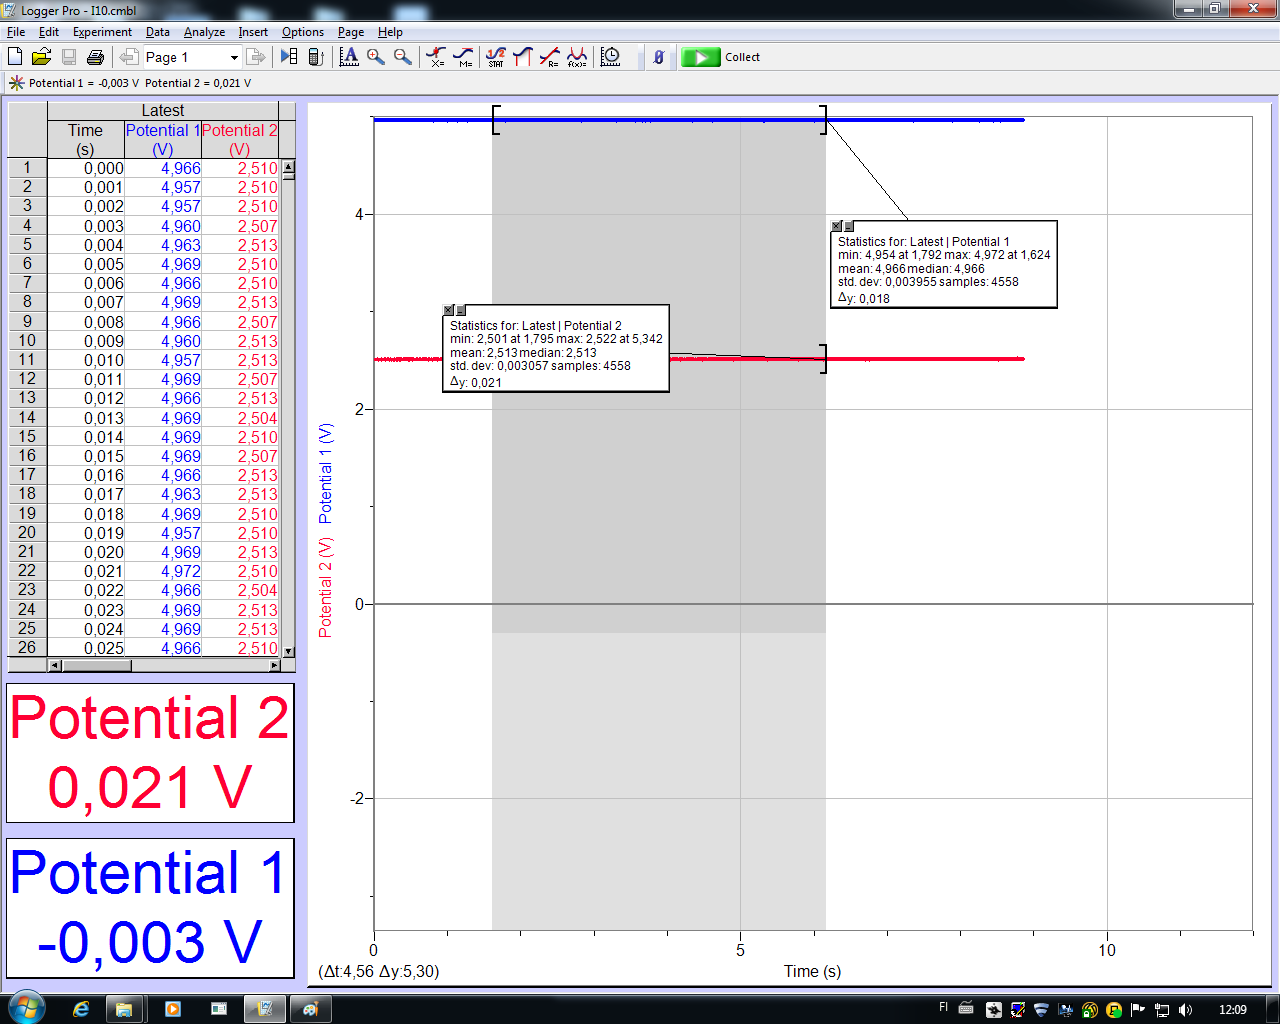 Logger Pro - I10.cmbl
File Edit Experiment Data Analyze Insert Options Page Help
Page 1
X=
M=
STAT
R=
f(x)=
Collect
Potential 1 = -0,003 V Potential 2 = 0,021 V
Latest
Time Potential 1 Potential 2
(s) (V) (V)
1 0,000 4,966 2,510
2 0,001 4,957 2,510
3 0,002 4,957 2,510
4 0,003 4,960 2,507
5 0,004 4,963 2,513
6 0,005 4,969 2,510
7 0,006 4,966 2,510
8 0,007 4,969 2,513
9 0,008 4,966 2,507
10 0,009 4,960 2,513
11 0,010 4,957 2,513
12 0,011 4,969 2,507
13 0,012 4,966 2,513
14 0,013 4,969 2,504
15 0,014 4,969 2,510
16 0,015 4,969 2,507
17 0,016 4,966 2,513
18 0,017 4,963 2,513
19 0,018 4,969 2,510
20 0,019 4,957 2,510
21 0,020 4,969 2,513
22 0,021 4,972 2,510
23 0,022 4,966 2,504
24 0,023 4,969 2,513
25 0,024 4,969 2,513
26 0,025 4,966 2,510
Potential 2
0,021 V
Potential 1
-0,003 V
Potential 2 (V) Potential 1 (V)
4
2
0
-2
Statistics for: Latest | Potential 1
min: 4,954 at 1,792 max: 4,972 at 1,624
mean: 4,966 median: 4,966
std. dev: 0,003955 samples: 4558
Δy: 0,018
Statistics for: Latest | Potential 2
min: 2,501 at 1,795 max: 2,522 at 5,342
mean: 2,513 median: 2,513
std. dev: 0,003057 samples: 4558
Δy: 0,021
0 5 10
(Δt:4,56 Δy:5,30) Time (s)
FI 12:09